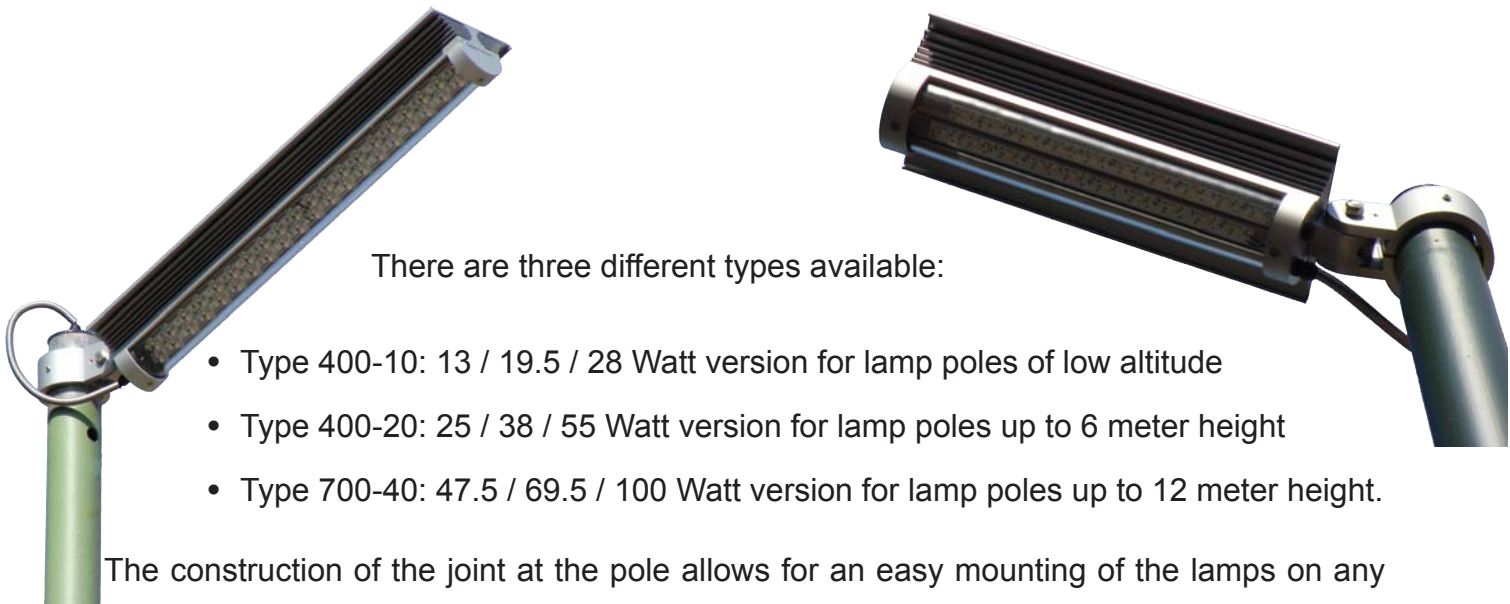 There are three different types available:
• Type 400-10: 13 / 19.5 / 28 Watt version for lamp poles of low altitude
• Type 400-20: 25 / 38 / 55 Watt version for lamp poles up to 6 meter height
• Type 700-40: 47.5 / 69.5 / 100 Watt version for lamp poles up to 12 meter height.
The construction of the joint at the pole allows for an easy mounting of the lamps on any